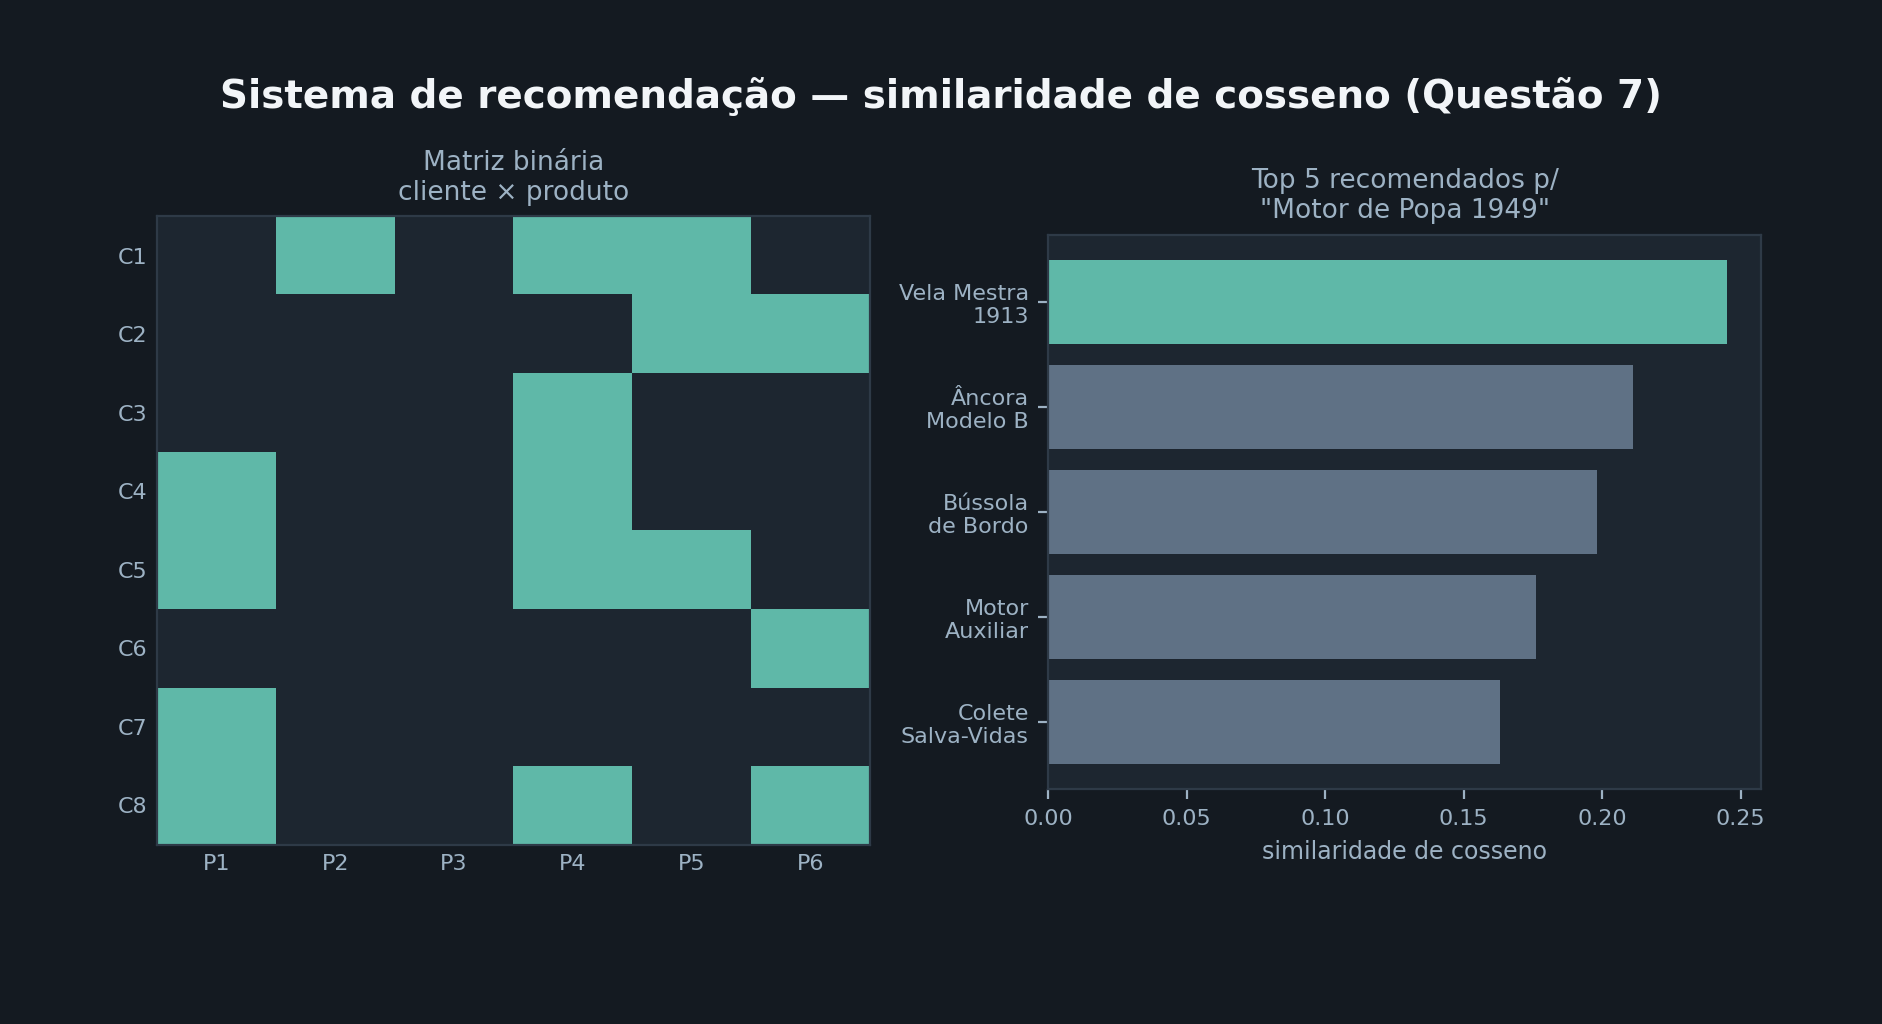 Sistema de recomendação — similaridade de cosseno (Questão 7)
Matriz binária
cliente × produto
C1
C2
C3
C4
C5
C6
C7
C8
P1 P2 P3 P4 P5 P6
Top 5 recomendados p/
"Motor de Popa 1949"
Vela Mestra
1913
Âncora
Modelo B
Bússola
de Bordo
Motor
Auxiliar
Colete
Salva-Vidas
0.00 0.05 0.10 0.15 0.20 0.25
similaridade de cosseno